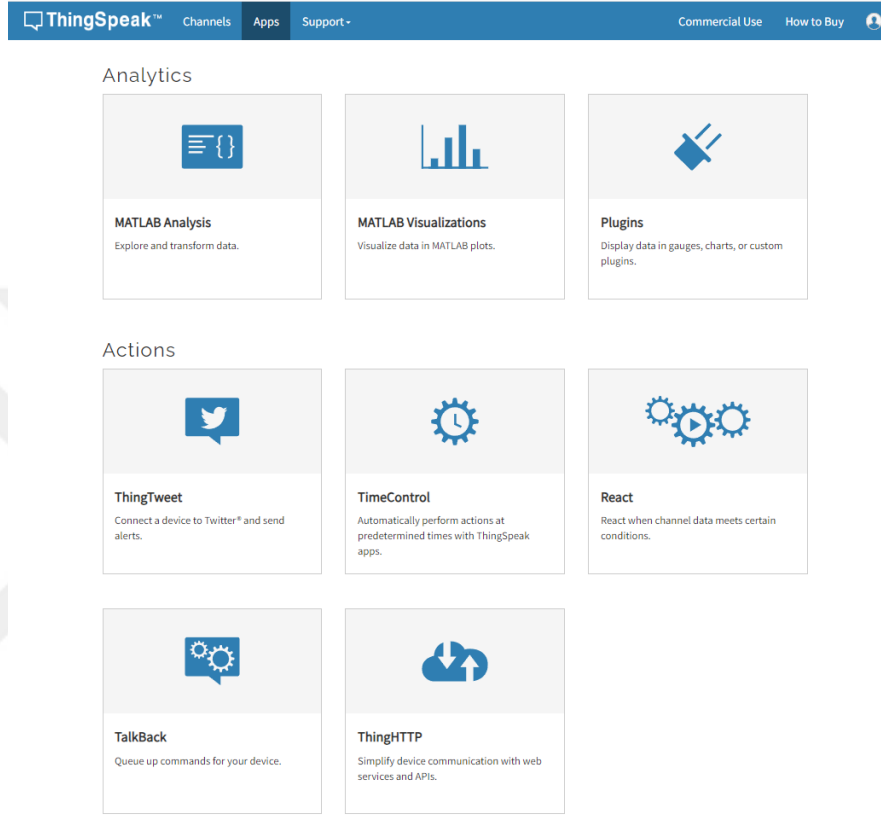 ThingSpeak™ Channels Apps Support Commercial Use How to Buy
Analytics
MATLAB Analysis
Explore and transform data.
MATLAB Visualizations
Visualize data in MATLAB plots.
Plugins
Display data in gauges, charts, or custom
plugins.
Actions
ThingTweet
Connect a device to Twitter® and send
alerts.
TimeControl
Automatically perform actions at
predetermined times with ThingSpeak
apps.
React
React when channel data meets certain
conditions.
TalkBack
Queue up commands for your device.
ThingHTTP
Simplify device communication with web
services and APIs.